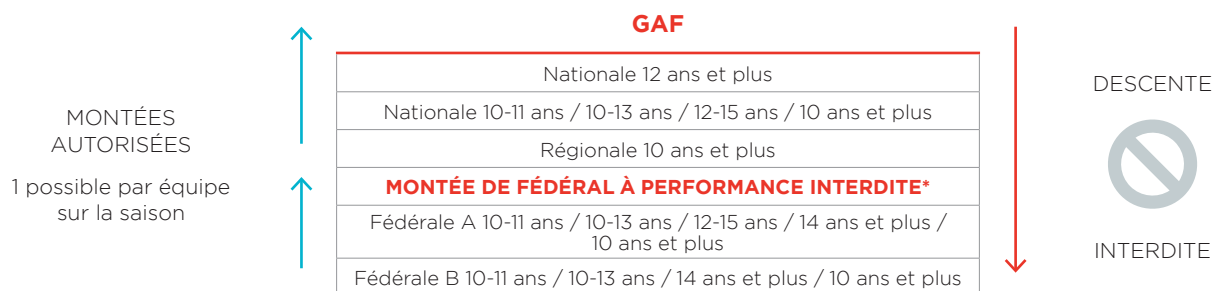 GAF
MONTÉES
AUTORISÉES
1 possible par équipe
sur la saison
Nationale 12 ans et plus
Nationale 10-11 ans / 10-13 ans / 12-15 ans / 10 ans et plus
Régionale 10 ans et plus
MONTÉE DE FÉDÉRAL À PERFORMANCE INTERDITE*
Fédérale A 10-11 ans / 10-13 ans / 12-15 ans / 14 ans et plus /
10 ans et plus
Fédérale B 10-11 ans / 10-13 ans / 14 ans et plus / 10 ans et plus
DESCENTE
INTERDITE